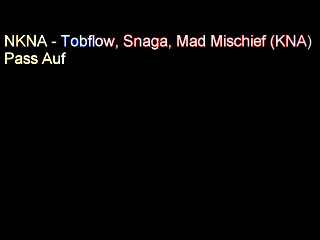 NKNA - Tobflow, Snaga, Mad Mischief (KNA)
Pass Auf